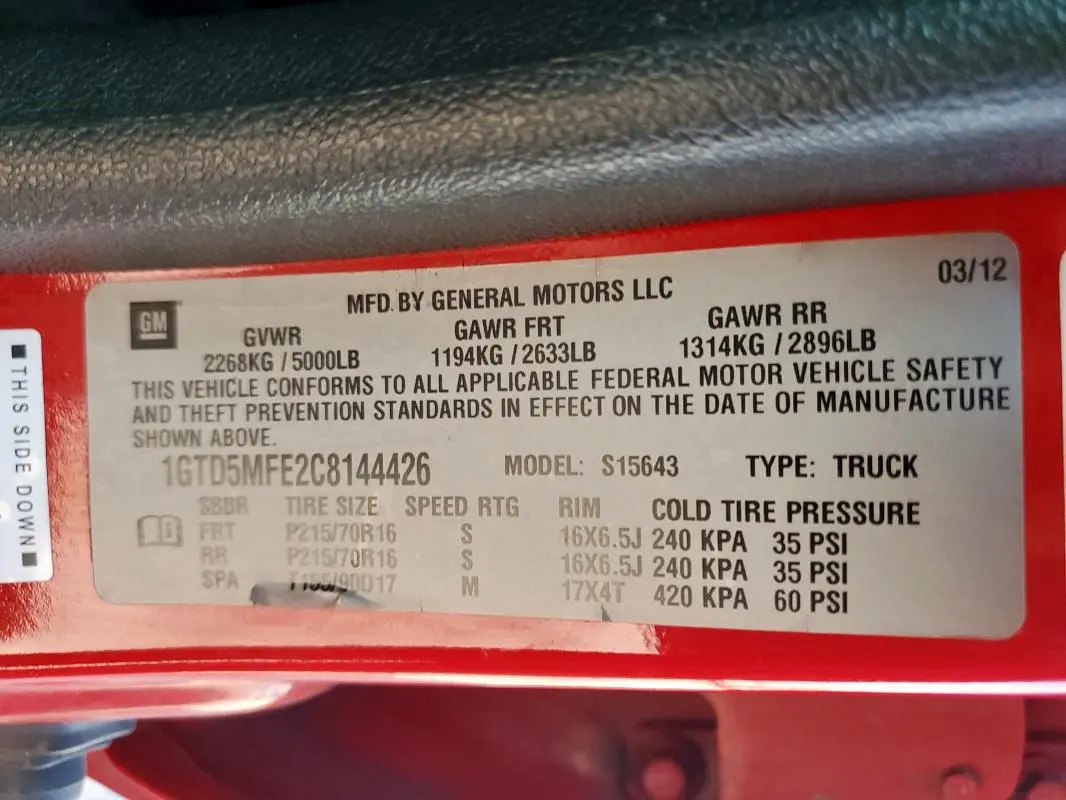 03/12
GM
MFD. BY GENERAL MOTORS LLC
GVWR GAWR FRT GAWR RR
2268KG / 5000LB 1194KG / 2633LB 1314KG / 2896LB
THIS VEHICLE CONFORMS TO ALL APPLICABLE FEDERAL MOTOR VEHICLE SAFETY
AND THEFT PREVENTION STANDARDS IN EFFECT ON THE DATE OF MANUFACTURE
SHOWN ABOVE.
1GTD5MFE2C8144426 MODEL: S15643 TYPE: TRUCK
SBBR TIRE SIZE SPEED RTG RIM COLD TIRE PRESSURE
FRT P215/70R16 S 16X6.5J 240 KPA 35 PSI
RR P215/70R16 S 16X6.5J 240 KPA 35 PSI
SPA T155/90D17 M 17X4T 420 KPA 60 PSI
THIS SIDE DOWN